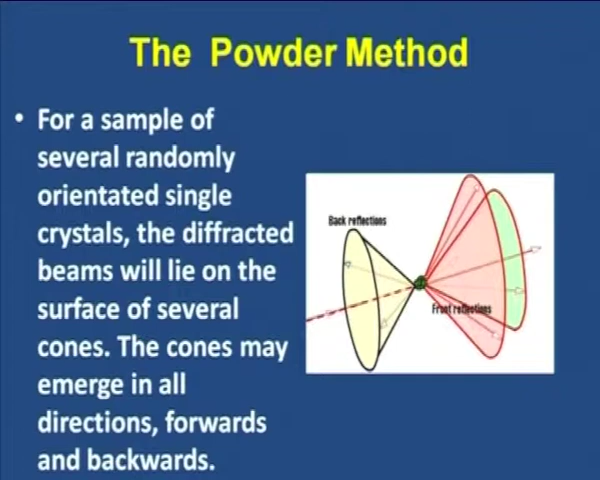 The Powder Method
• For a sample of
several randomly
orientated single
crystals, the diffracted
beams will lie on the
surface of several
cones. The cones may
emerge in all
directions, forwards
and backwards.
Back reflections
Front reflections